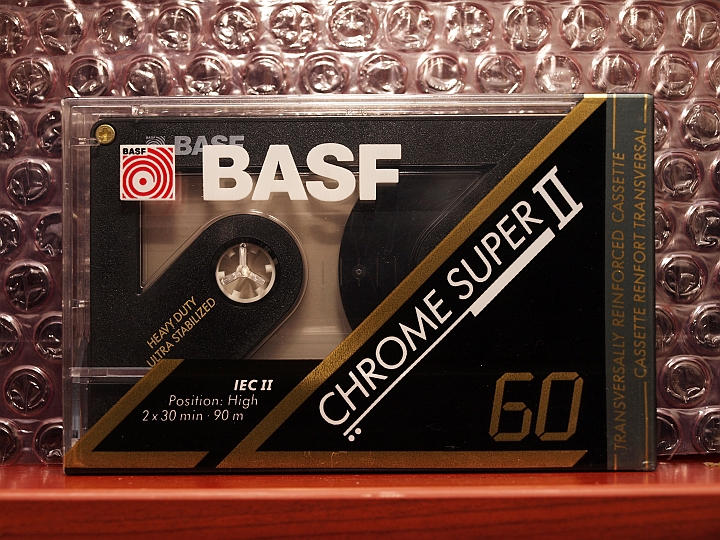 BASF
BASF
BASF
HEAVY DUTY
ULTRA STABILIZED
CHROME SUPER II
IEC II
Position: High
2 x 30 min · 90 m
60
TRANSVERSALLY REINFORCED CASSETTE
CASSETTE RENFORT TRANSVERSAL